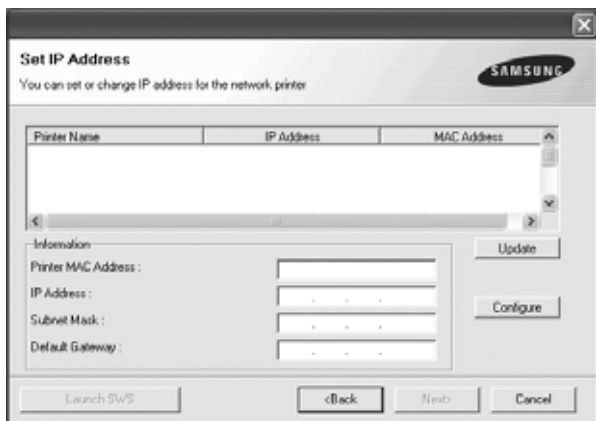 Set IP Address
You can set or change IP address for the network printer
SAMSUNG
Printer Name IP Address MAC Address
Information
Printer MAC Address :
IP Address :
Subnet Mask :
Default Gateway :
Update
Configure
Launch SWS <Back Next> Cancel